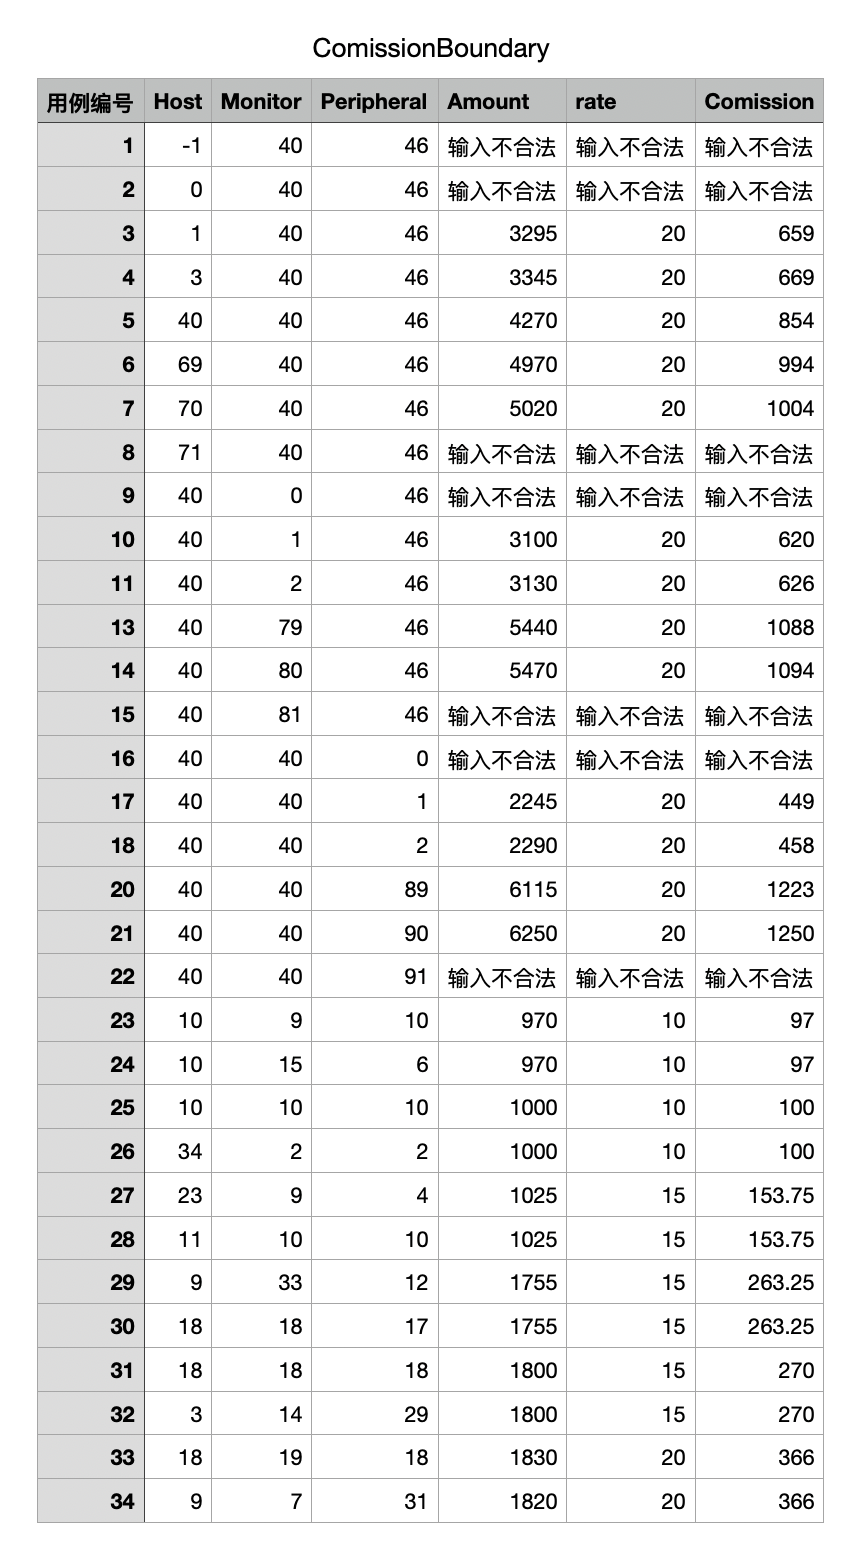 ComissionBoundary
用例编号 Host Monitor Peripheral Amount rate Comission
1 -1 40 46 输入不合法 输入不合法 输入不合法
2 0 40 46 输入不合法 输入不合法 输入不合法
3 1 40 46 3295 20 659
4 3 40 46 3345 20 669
5 40 40 46 4270 20 854
6 69 40 46 4970 20 994
7 70 40 46 5020 20 1004
8 71 40 46 输入不合法 输入不合法 输入不合法
9 40 0 46 输入不合法 输入不合法 输入不合法
10 40 1 46 3100 20 620
11 40 2 46 3130 20 626
13 40 79 46 5440 20 1088
14 40 80 46 5470 20 1094
15 40 81 46 输入不合法 输入不合法 输入不合法
16 40 40 0 输入不合法 输入不合法 输入不合法
17 40 40 1 2245 20 449
18 40 40 2 2290 20 458
20 40 40 89 6115 20 1223
21 40 40 90 6250 20 1250
22 40 40 91 输入不合法 输入不合法 输入不合法
23 10 9 10 970 10 97
24 10 15 6 970 10 97
25 10 10 10 1000 10 100
26 34 2 2 1000 10 100
27 23 9 4 1025 15 153.75
28 11 10 10 1025 15 153.75
29 9 33 12 1755 15 263.25
30 18 18 17 1755 15 263.25
31 18 18 18 1800 15 270
32 3 14 29 1800 15 270
33 18 19 18 1830 20 366
34 9 7 31 1820 20 366